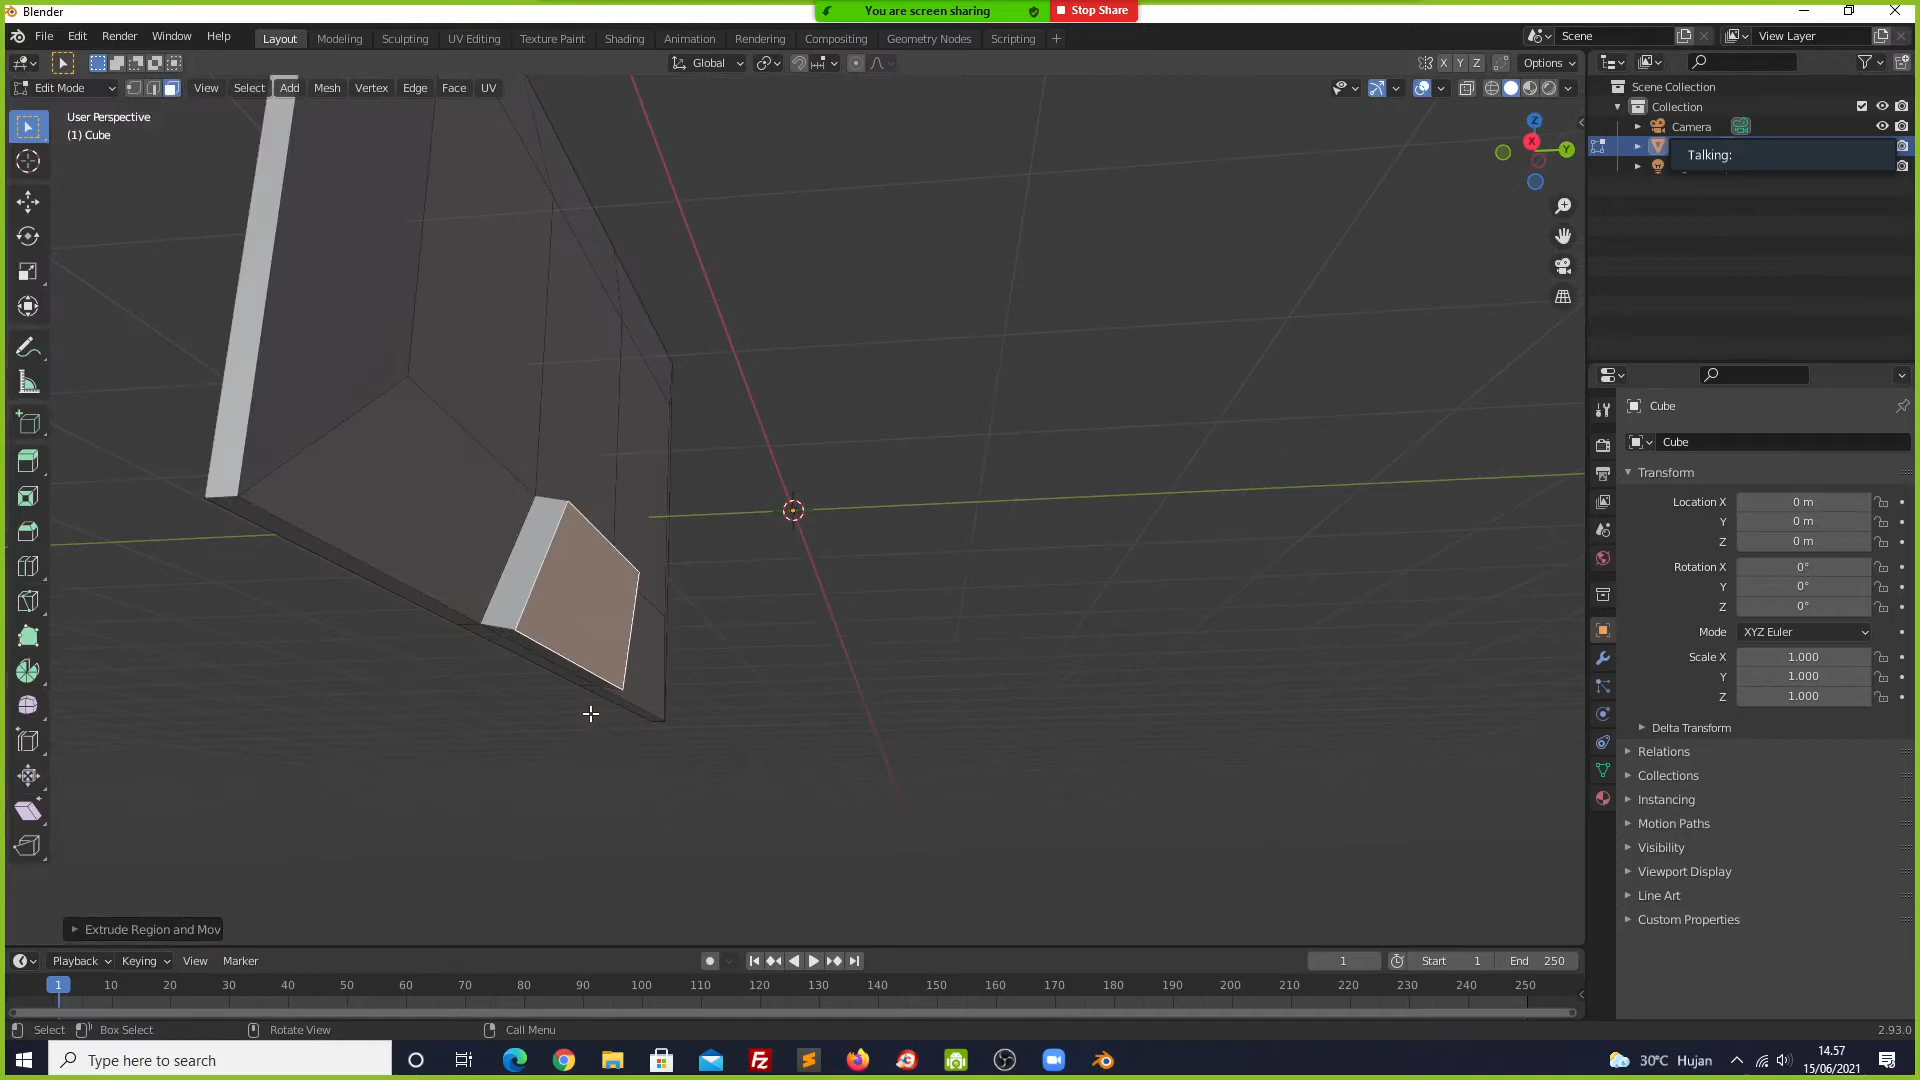 Blender
You are screen sharing
Stop Share
File Edit Render Window Help
Layout Modeling Sculpting UV Editing Texture Paint Shading Animation Rendering Compositing Geometry Nodes Scripting +
Scene
View Layer
Global
X Y Z
Options
Edit Mode
View Select Add Mesh Vertex Edge Face UV
User Perspective
(1) Cube
Z
X
Y
Scene Collection
Collection
Camera
Talking:
Cube
Cube
Transform
Location X 0 m
Y 0 m
Z 0 m
Rotation X 0°
Y 0°
Z 0°
Mode XYZ Euler
Scale X 1.000
Y 1.000
Z 1.000
Delta Transform
Relations
Collections
Instancing
Motion Paths
Visibility
Viewport Display
Line Art
Custom Properties
Extrude Region and Mov
Playback Keying View Marker
1
Start 1
End 250
1 10 20 30 40 50 60 70 80 90 100 110 120 130 140 150 160 170 180 190 200 210 220 230 240 250
Select Box Select Rotate View Call Menu
2.93.0
Type here to search
30°C Hujan
14.57
15/06/2021